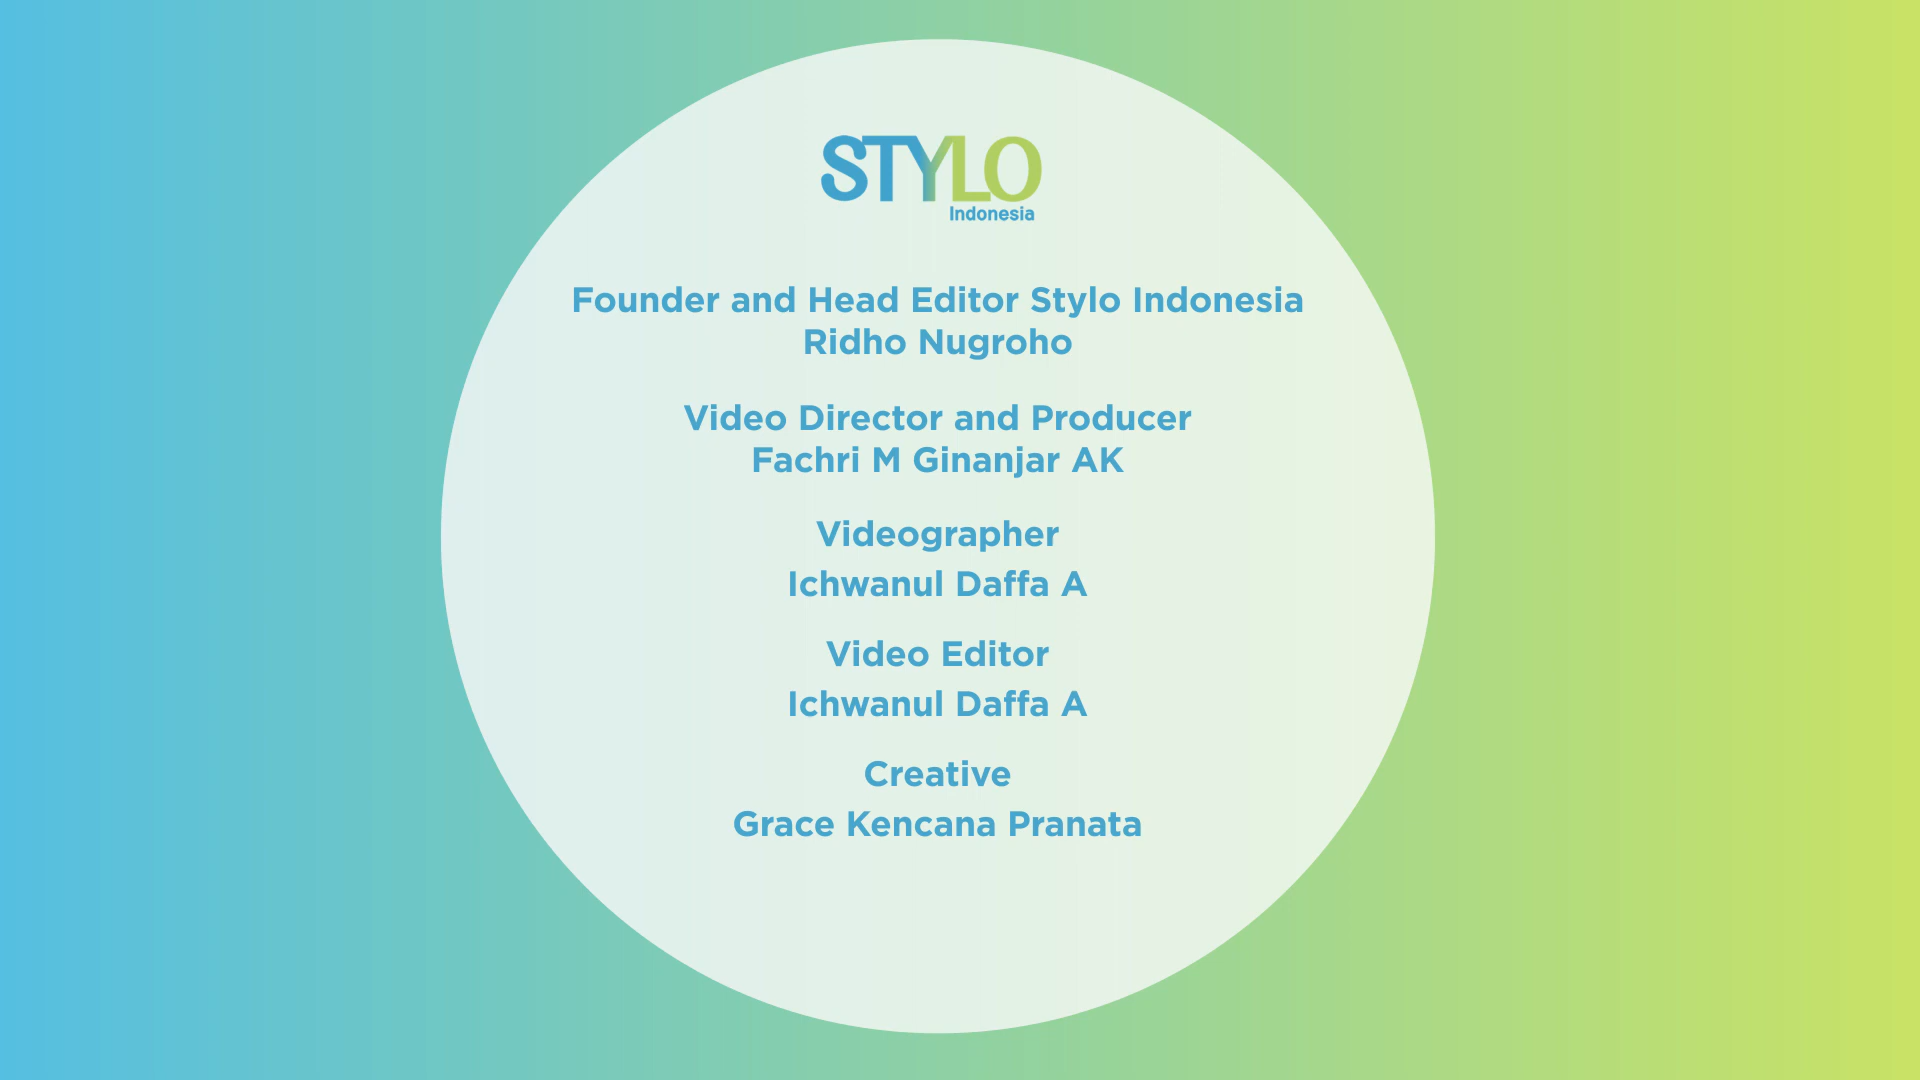 STYLO
Indonesia
Founder and Head Editor Stylo Indonesia
Ridho Nugroho
Video Director and Producer
Fachri M Ginanjar AK
Videographer
Ichwanul Daffa A
Video Editor
Ichwanul Daffa A
Creative
Grace Kencana Pranata